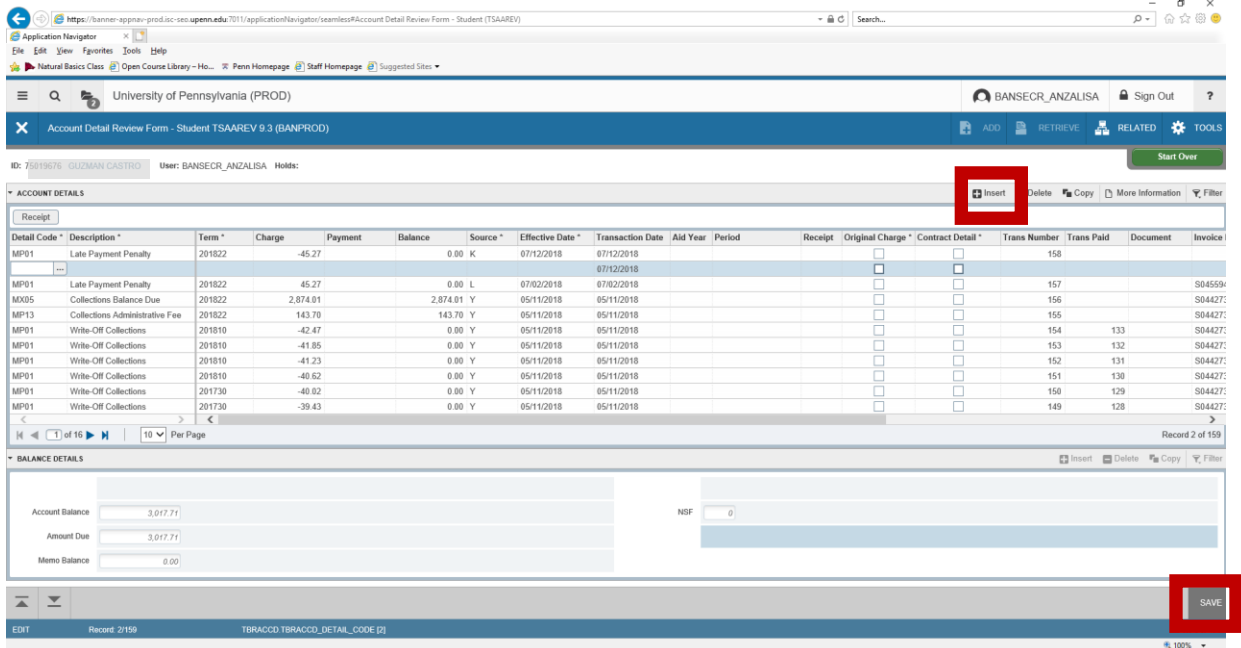 https://banner-appnav-prod.isc-seo.upenn.edu:7011/applicationNavigator/seamless#Account Detail Review Form - Student (TSAAREV) Search...
Application Navigator
File Edit View Favorites Tools Help
Natural Basics Class Open Course Library – Ho... Penn Homepage Staff Homepage Suggested Sites
2 University of Pennsylvania (PROD) BANSECR_ANZALISA Sign Out ?
X Account Detail Review Form - Student TSAAREV 9.3 (BANPROD) ADD RETRIEVE RELATED TOOLS
ID: 75819676 GUZMAN CASTRO User: BANSECR_ANZALISA Holds: Start Over
ACCOUNT DETAILS Insert Delete Copy More Information Filter
Receipt
Detail Code * Description * Term * Charge Payment Balance Source * Effective Date * Transaction Date Aid Year Period Receipt Original Charge * Contract Detail * Trans Number Trans Paid Document Invoice
MP01 Late Payment Penalty 201822 -45.27 0.00 K 07/12/2018 07/12/2018 158
... 07/12/2018
MP01 Late Payment Penalty 201822 45.27 0.00 L 07/02/2018 07/02/2018 157 S045594
MX05 Collections Balance Due 201822 2,874.01 2,874.01 Y 05/11/2018 05/11/2018 156 S044273
MP13 Collections Administrative Fee 201822 143.70 143.70 Y 05/11/2018 05/11/2018 155 S044273
MP01 Write-Off Collections 201810 -42.47 0.00 Y 05/11/2018 05/11/2018 154 133 S044273
MP01 Write-Off Collections 201810 -41.85 0.00 Y 05/11/2018 05/11/2018 153 132 S044273
MP01 Write-Off Collections 201810 -41.23 0.00 Y 05/11/2018 05/11/2018 152 131 S044273
MP01 Write-Off Collections 201810 -40.62 0.00 Y 05/11/2018 05/11/2018 151 130 S044273
MP01 Write-Off Collections 201730 -40.02 0.00 Y 05/11/2018 05/11/2018 150 129 S044273
MP01 Write-Off Collections 201730 -39.43 0.00 Y 05/11/2018 05/11/2018 149 128 S044273
1 of 16 10 Per Page Record 2 of 159
BALANCE DETAILS Insert Delete Copy Filter
Account Balance 3,017.71 NSF 0
Amount Due 3,017.71
Memo Balance 0.00
SAVE
EDIT Record: 2/159 TBRACCD.TBRACCD_DETAIL_CODE [2]
100%